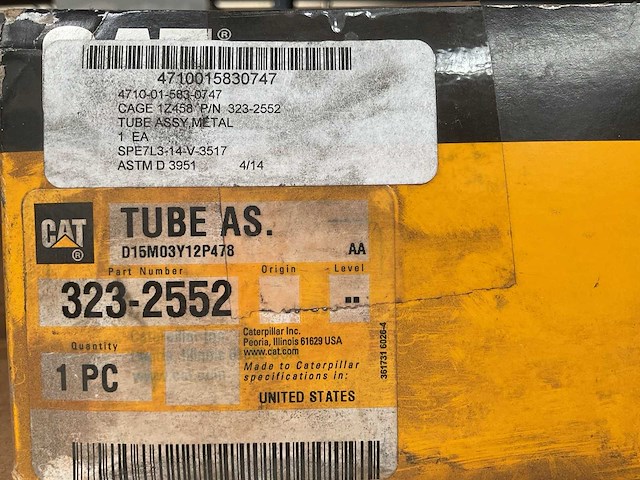 CAT®
4710015830747
4710-01-583-0747
CAGE 1Z458 P/N 323-2552
TUBE ASSY,METAL
1 EA
SPE7L3-14-V-3517
ASTM D 3951 4/14
CAT®
TUBE AS.
D15M03Y12P478 AA
Part Number Origin Level
323-2552 "
Caterpillar Inc.
Peoria, Illinois 61629 USA
www.cat.com
Quantity
1 PC
Made to Caterpillar
specifications in:
UNITED STATES
361731 6026-4